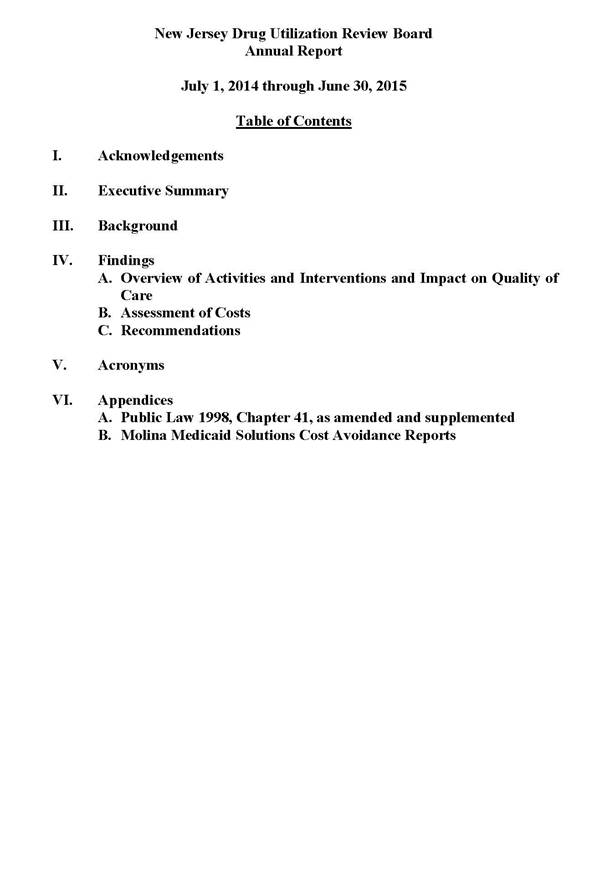 New Jersey Drug Utilization Review Board
Annual Report
July 1, 2014 through June 30, 2015
Table of Contents
I. Acknowledgements
II. Executive Summary
III. Background
IV. Findings
A. Overview of Activities and Interventions and Impact on Quality of
Care
B. Assessment of Costs
C. Recommendations
V. Acronyms
VI. Appendices
A. Public Law 1998, Chapter 41, as amended and supplemented
B. Molina Medicaid Solutions Cost Avoidance Reports